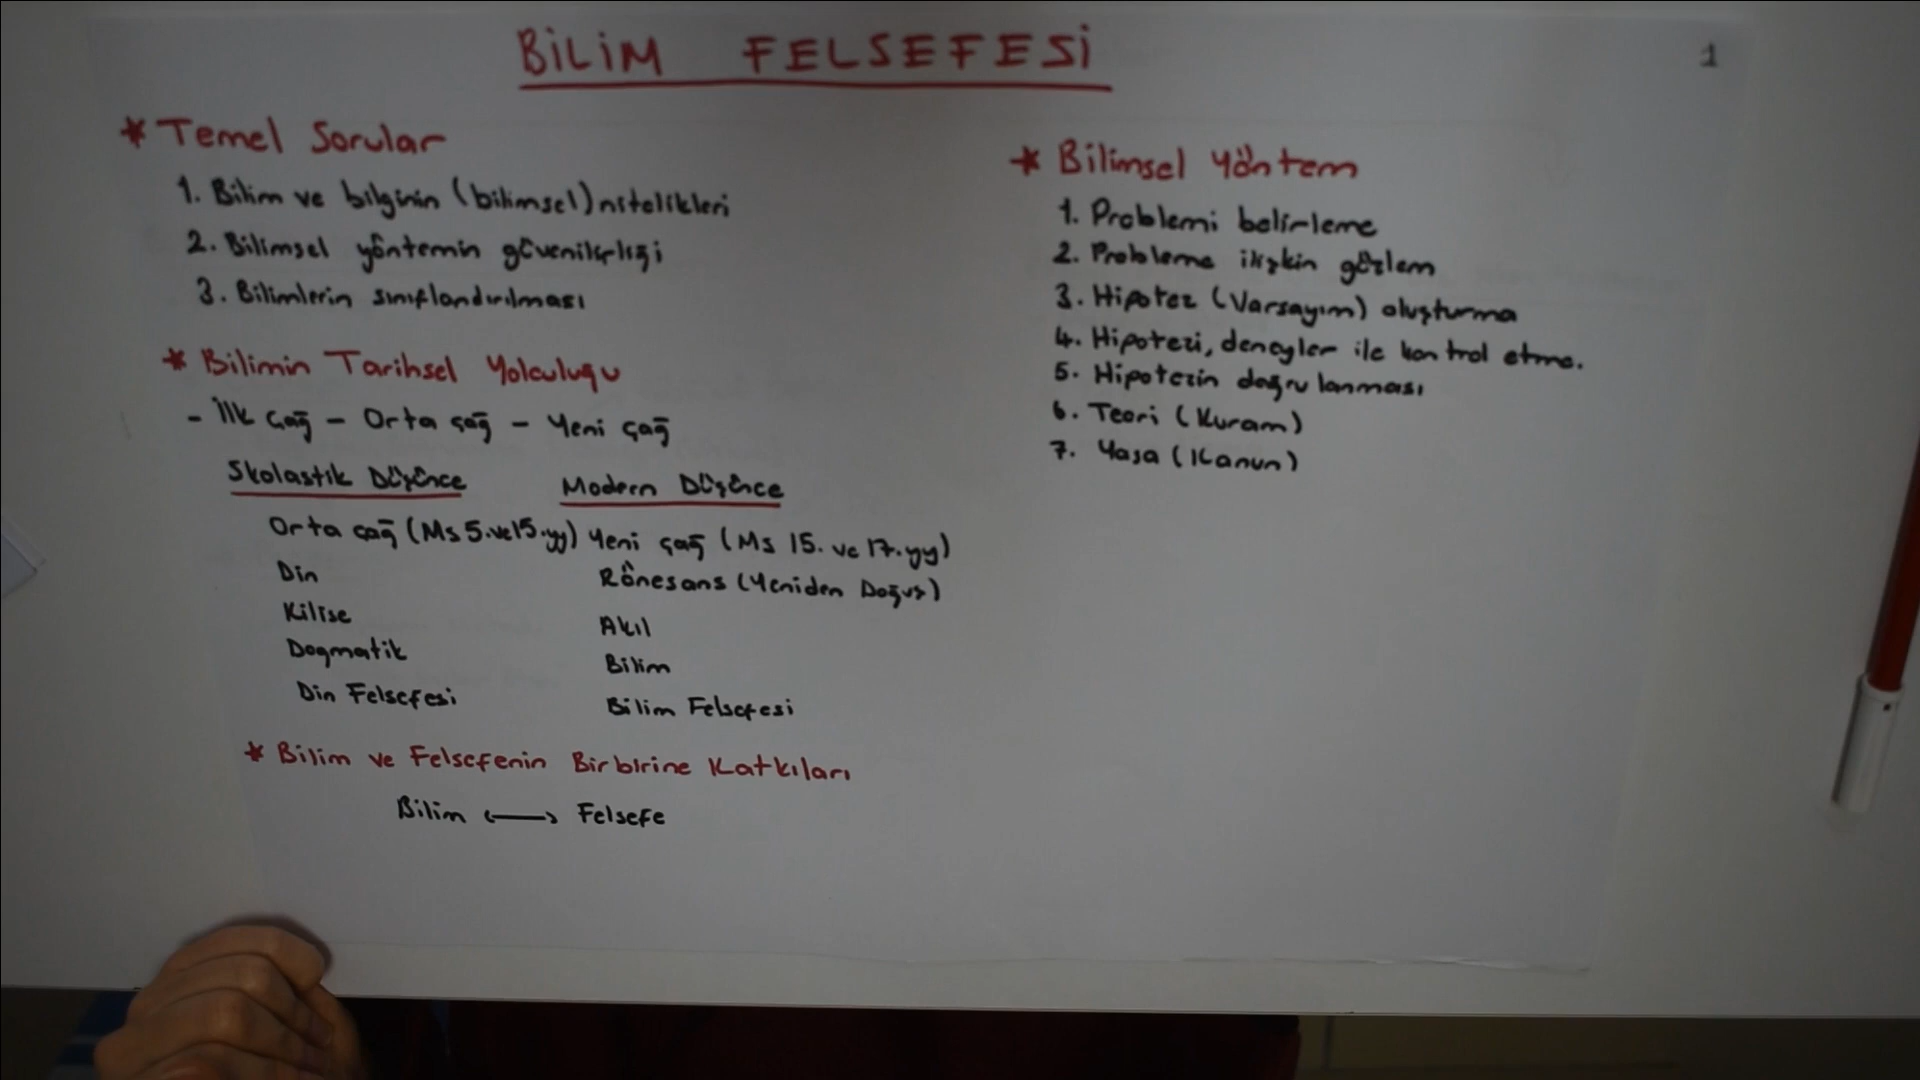 BİLİM FELSEFESİ
1
* Temel Sorular
1. Bilim ve bilginin (bilimsel) nitelikleri
2. Bilimsel yöntemin güvenilirliği
3. Bilimlerin sınıflandırılması
* Bilimin Tarihsel Yolculuğu
- İlk Çağ - Orta çağ - Yeni çağ
Skolastik Düşünce Modern Düşünce
Orta çağ (Ms 5. ve 15. yy) Yeni çağ (Ms 15. ve 17. yy)
Din Rönesans (Yeniden Doğuş)
Kilise Akıl
Dogmatik Bilim
Din Felsefesi Bilim Felsefesi
* Bilim ve Felsefenin Birbirine Katkıları
Bilim ⟷ Felsefe
* Bilimsel Yöntem
1. Problemi belirleme
2. Probleme ilişkin gözlem
3. Hipotez (Varsayım) oluşturma
4. Hipotezi, deneyler ile kontrol etme.
5. Hipotezin doğrulanması
6. Teori (Kuram)
7. Yasa (Kanun)